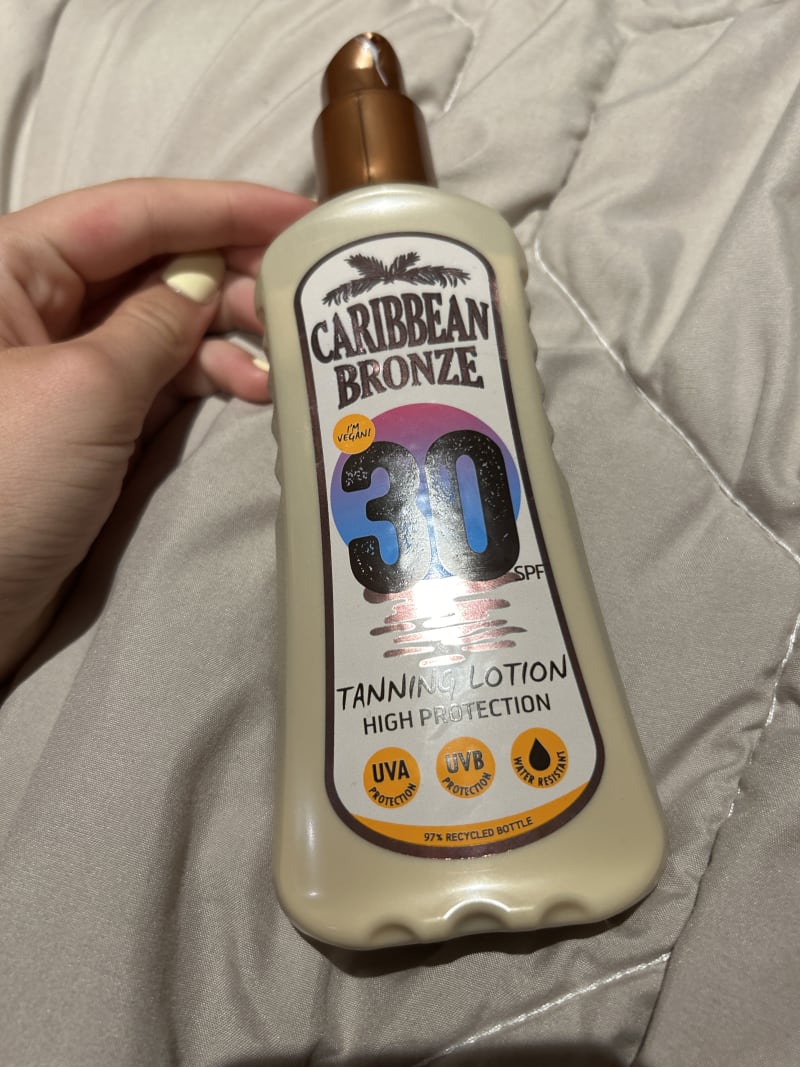 CARIBBEAN
BRONZE
I'M
VEGAN!
30
SPF
TANNING LOTION
HIGH PROTECTION
UVA
PROTECTION
UVB
PROTECTION
WATER RESISTANT
97% RECYCLED BOTTLE